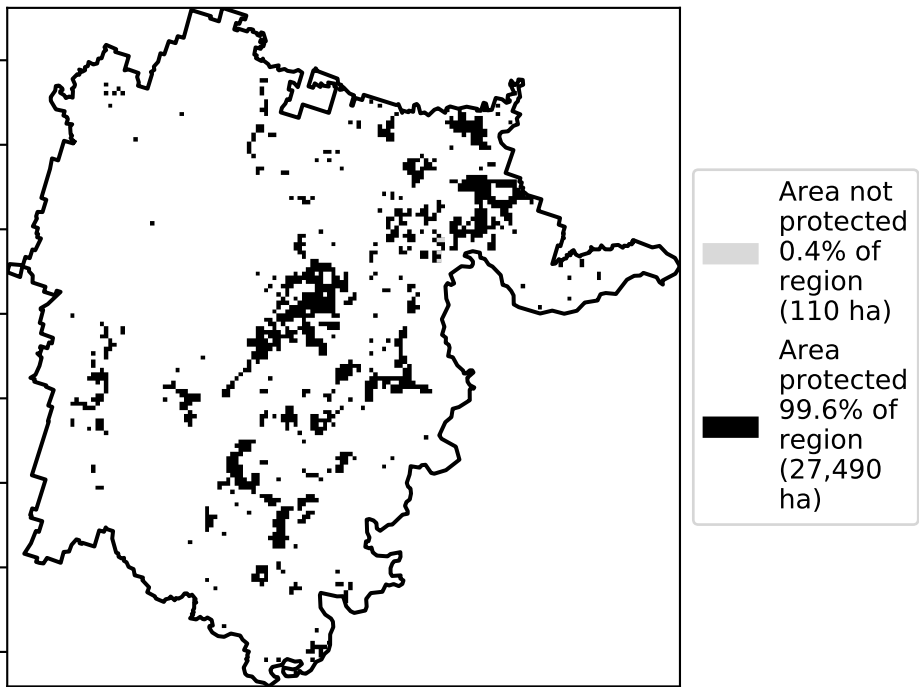 Area not
protected
0.4% of
region
(110 ha)
Area
protected
99.6% of
region
(27,490
ha)